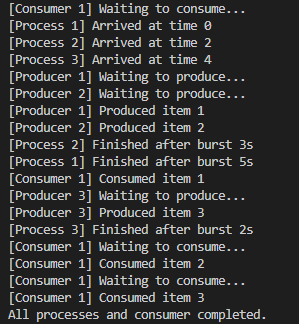 [Consumer 1] Waiting to consume...
[Process 1] Arrived at time 0
[Process 2] Arrived at time 2
[Process 3] Arrived at time 4
[Producer 1] Waiting to produce...
[Producer 2] Waiting to produce...
[Producer 1] Produced item 1
[Producer 2] Produced item 2
[Process 2] Finished after burst 3s
[Process 1] Finished after burst 5s
[Consumer 1] Consumed item 1
[Producer 3] Waiting to produce...
[Producer 3] Produced item 3
[Process 3] Finished after burst 2s
[Consumer 1] Waiting to consume...
[Consumer 1] Consumed item 2
[Consumer 1] Waiting to consume...
[Consumer 1] Consumed item 3
All processes and consumer completed.